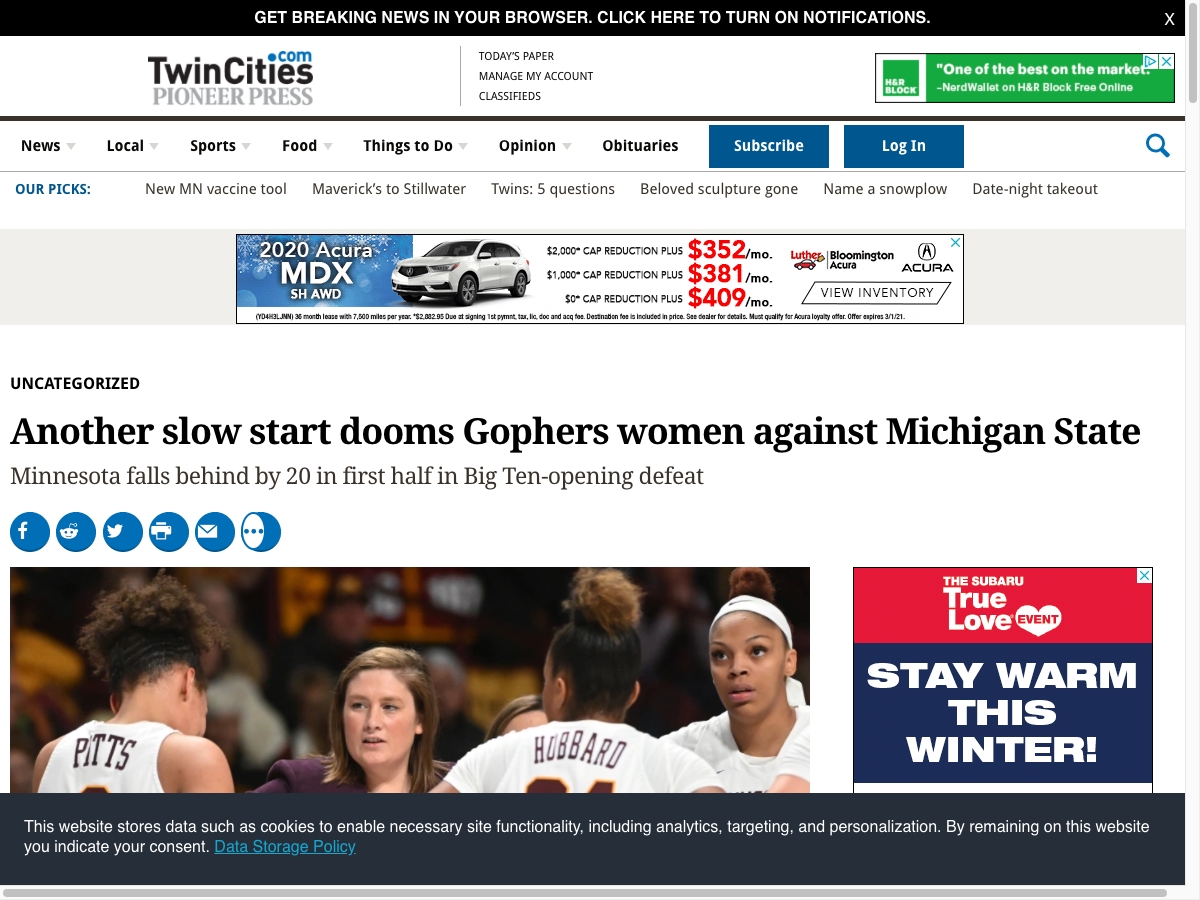 GET BREAKING NEWS IN YOUR BROWSER. CLICK HERE TO TURN ON NOTIFICATIONS.
X
TwinCities.com
PIONEER PRESS
TODAY'S PAPER
MANAGE MY ACCOUNT
CLASSIFIEDS
H&R BLOCK
"One of the best on the market."
–NerdWallet on H&R Block Free Online
News Local Sports Food Things to Do Opinion Obituaries Subscribe Log In
OUR PICKS: New MN vaccine tool Maverick's to Stillwater Twins: 5 questions Beloved sculpture gone Name a snowplow Date-night takeout
2020 Acura
MDX
SH AWD
$2,000* CAP REDUCTION PLUS $352/mo.
$1,000* CAP REDUCTION PLUS $381/mo.
$0* CAP REDUCTION PLUS $409/mo.
Luther Bloomington Acura
ACURA
VIEW INVENTORY
(YD4H3LJNN) 36 month lease with 7,500 miles per year. *$2,882.95 Due at signing 1st pymnt, tax, lic, doc and acq fee. Destination fee is included in price. See dealer for details. Must qualify for Acura loyalty offer. Offer expires 3/1/21.
UNCATEGORIZED
Another slow start dooms Gophers women against Michigan State
Minnesota falls behind by 20 in first half in Big Ten-opening defeat
PITTS
HUBBARD
THE SUBARU
True
Love EVENT
STAY WARM
THIS
WINTER!
This website stores data such as cookies to enable necessary site functionality, including analytics, targeting, and personalization. By remaining on this website
you indicate your consent. Data Storage Policy